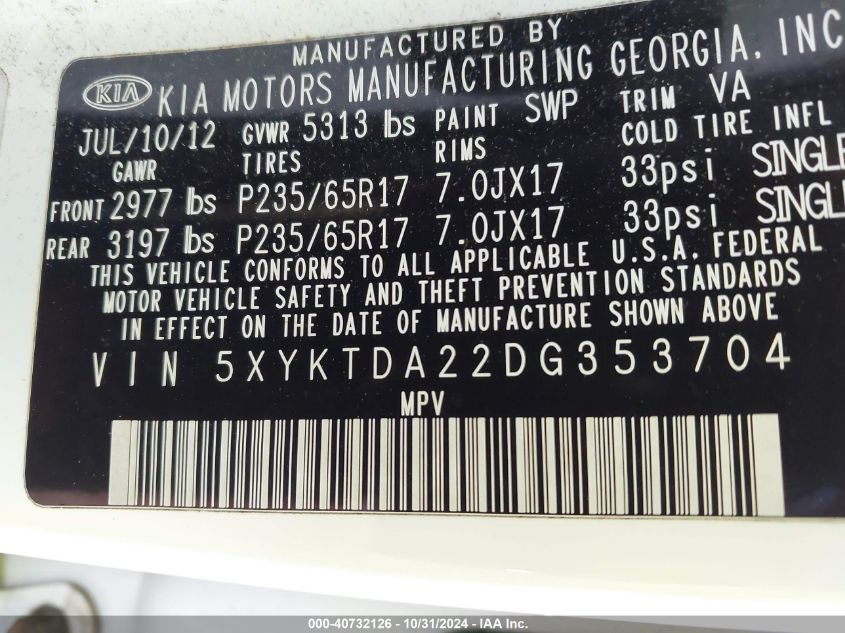 MANUFACTURED BY
KIA KIA MOTORS MANUFACTURING GEORGIA, INC
JUL/10/12 GVWR 5313 lbs PAINT SWP TRIM VA
GAWR TIRES RIMS COLD TIRE INFL
FRONT 2977 lbs P235/65R17 7.0JX17 33psi SINGLE
REAR 3197 lbs P235/65R17 7.0JX17 33psi SINGL
THIS VEHICLE CONFORMS TO ALL APPLICABLE U.S.A. FEDERAL
MOTOR VEHICLE SAFETY AND THEFT PREVENTION STANDARDS
IN EFFECT ON THE DATE OF MANUFACTURE SHOWN ABOVE
VIN 5XYKTDA22DG353704
MPV
000-40732126 - 10/31/2024 - IAA, Inc.